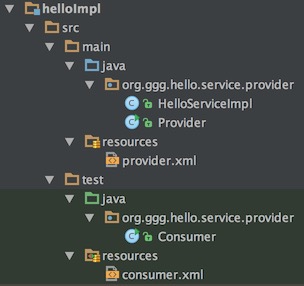 helloImpl
src
main
java
org.ggg.hello.service.provider
HelloServiceImpl
Provider
resources
provider.xml
test
java
org.ggg.hello.service.provider
Consumer
resources
consumer.xml